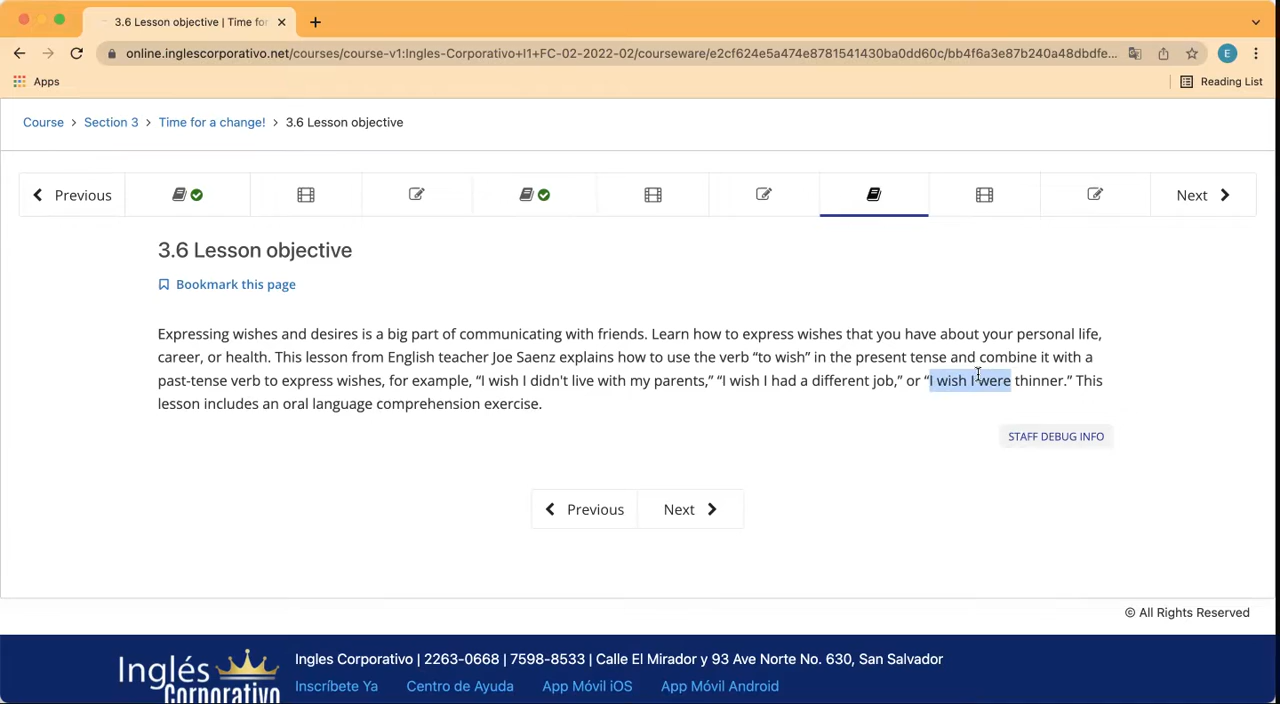 3.6 Lesson objective | Time for
online.inglescorporativo.net/courses/course-v1:Ingles-Corporativo+I1+FC-02-2022-02/courseware/e2cf624e5a474e8781541430ba0dd60c/bb4f6a3e87b240a48dbdfe...
E
Apps
Reading List
Course > Section 3 > Time for a change! > 3.6 Lesson objective
Previous
Next
3.6 Lesson objective
Bookmark this page
Expressing wishes and desires is a big part of communicating with friends. Learn how to express wishes that you have about your personal life,
career, or health. This lesson from English teacher Joe Saenz explains how to use the verb “to wish” in the present tense and combine it with a
past-tense verb to express wishes, for example, “I wish I didn't live with my parents,” “I wish I had a different job,” or “I wish I were thinner.” This
lesson includes an oral language comprehension exercise.
STAFF DEBUG INFO
Previous
Next
© All Rights Reserved
Inglés
Corporativo
Ingles Corporativo | 2263-0668 | 7598-8533 | Calle El Mirador y 93 Ave Norte No. 630, San Salvador
Inscríbete Ya Centro de Ayuda App Móvil iOS App Móvil Android